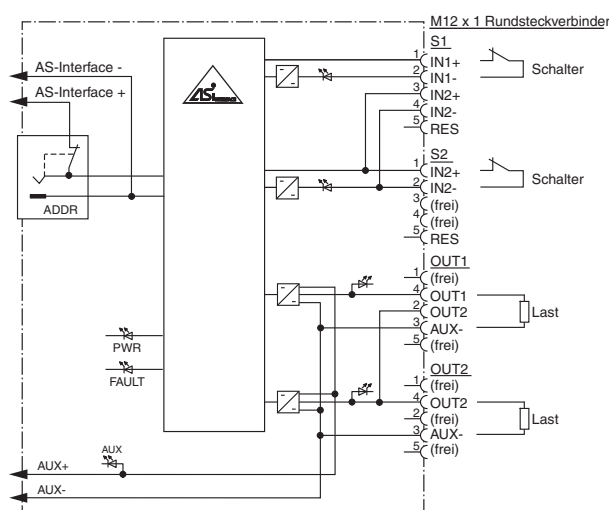 M12 x 1 Rundsteckverbinder
AS-Interface -
AS-Interface +
ADDR
ASi
INTERFACE
S1
1 IN1+
2 IN1-
3 IN2+
4 IN2-
5 RES
Schalter
S2
1 IN2+
2 IN2-
3 (frei)
4 (frei)
5 RES
Schalter
OUT1
1 (frei)
4 OUT1
2 OUT2
3 AUX-
5 (frei)
Last
PWR
FAULT
OUT2
1 (frei)
4 OUT2
2 (frei)
3 AUX-
5 (frei)
Last
AUX
AUX+
AUX-